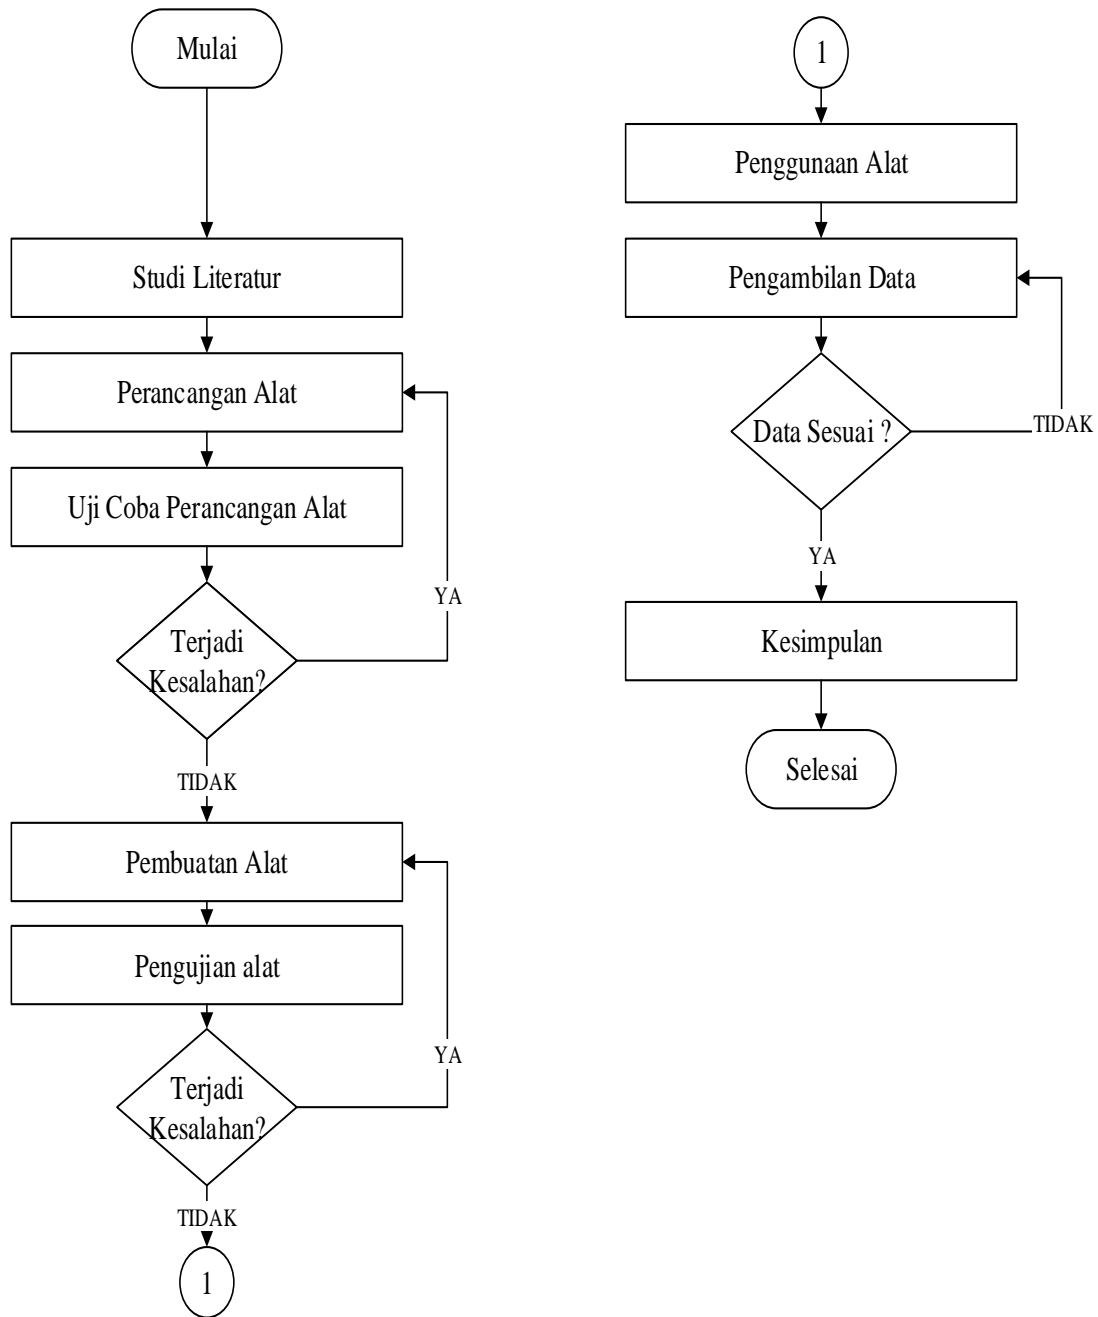 Mulai
Studi Literatur
Perancangan Alat
Uji Coba Perancangan Alat
YA
Terjadi
Kesalahan?
TIDAK
Pembuatan Alat
Pengujian alat
YA
Terjadi
Kesalahan?
TIDAK
1
1
Penggunaan Alat
Pengambilan Data
Data Sesuai ?
TIDAK
YA
Kesimpulan
Selesai